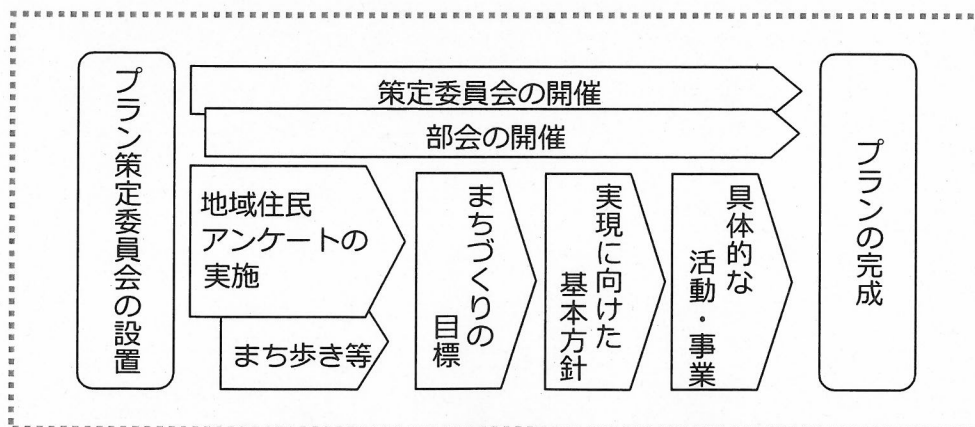 プラン策定委員会の設置
策定委員会の開催
部会の開催
地域住民
アンケートの
実施
まち歩き等
まちづくりの
目標
実現に向けた
基本方針
具体的な
活動・事業
プランの完成